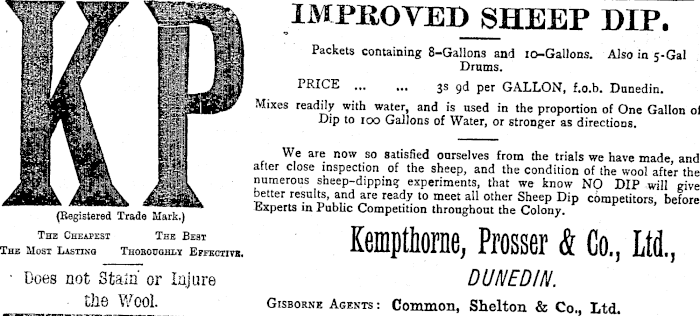 KP
(Registered Trade Mark.)
The Cheapest The Best
The Most Lasting Thoroughly Effective.
Does not Stain or Injure
the Wool.
IMPROVED SHEEP DIP.
Packets containing 8-Gallons and 10-Gallons. Also in 5-Gal
Drums.
PRICE ... ... 3s 9d per GALLON, f.o.b. Dunedin.
Mixes readily with water, and is used in the proportion of One Gallon of
Dip to 100 Gallons of Water, or stronger as directions.
We are now so satisfied ourselves from the trials we have made, and
after close inspection of the sheep, and the condition of the wool after the
numerous sheep-dipping experiments, that we know NO DIP will give
better results, and are ready to meet all other Sheep Dip competitors, before
Experts in Public Competition throughout the Colony.
Kempthorne, Prosser & Co., Ltd.,
DUNEDIN.
Gisborne Agents: Common, Shelton & Co., Ltd.